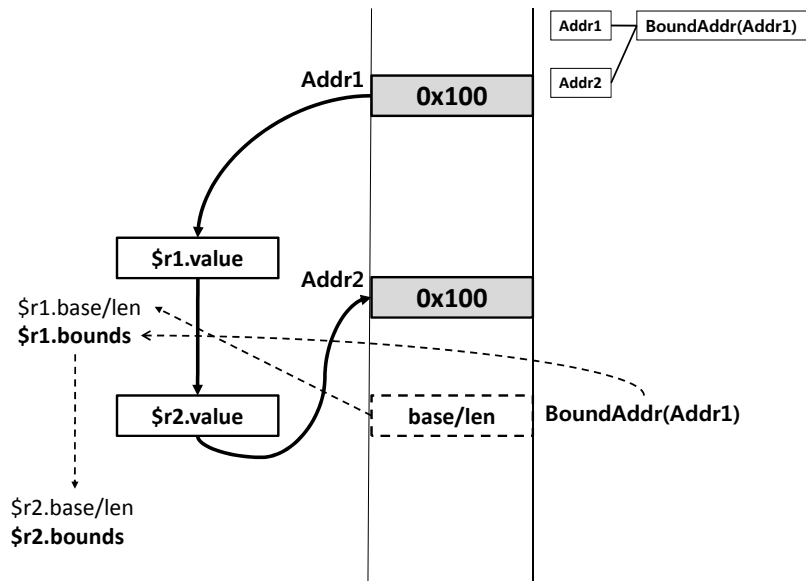 Addr1
BoundAddr(Addr1)
Addr2
Addr1
0x100
$r1.value
Addr2
0x100
$r1.base/len
$r1.bounds
$r2.value
base/len
BoundAddr(Addr1)
$r2.base/len
$r2.bounds